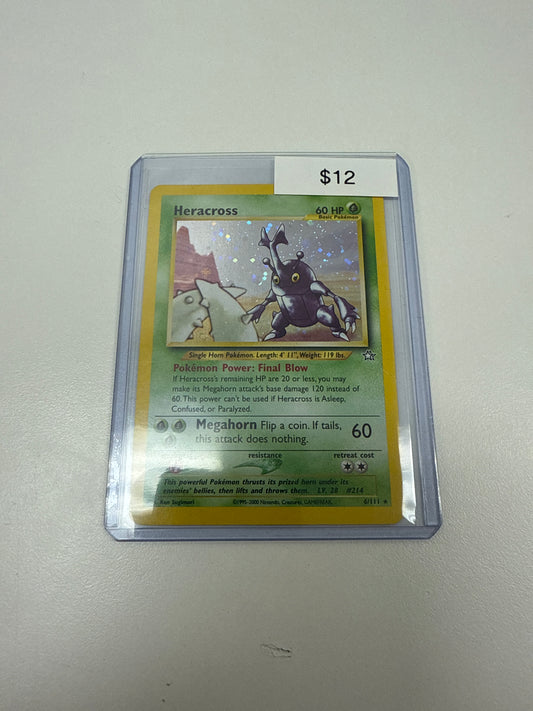 $12
Heracross
60 HP
Basic Pokémon
Single Horn Pokémon. Length: 4' 11", Weight: 119 lbs.
Pokémon Power: Final Blow
If Heracross's remaining HP are 20 or less, you may
make its Megahorn attack's base damage 120 instead of
60. This power can't be used if Heracross is Asleep,
Confused, or Paralyzed.
Megahorn Flip a coin. If tails,
this attack does nothing.
60
resistance
retreat cost
This powerful Pokémon thrusts its prized horn under its
enemies' bellies, then lifts and throws them. LV. 28 #214
Ken Sugimori
©1995-2000 Nintendo, Creatures, GAMEFREAK.
6/111